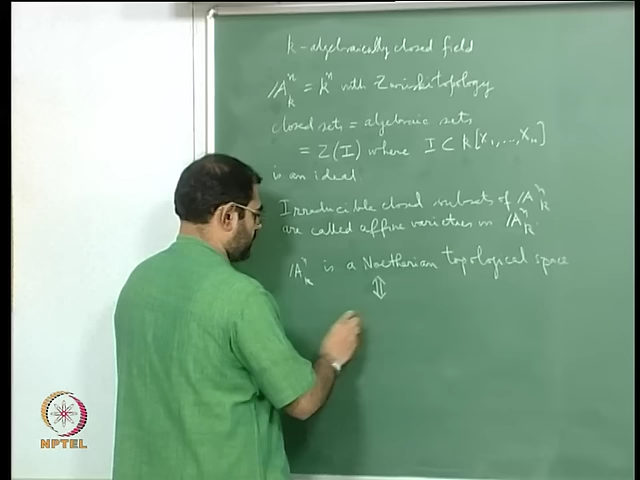 k - algebraically closed field
𝔸ⁿₖ = kⁿ with Zariski topology
closed sets = algebraic sets
= Z(I) where I ⊂ k[X₁,...,Xₙ]
is an ideal.
Irreducible closed subsets of 𝔸ⁿₖ
are called affine varieties in 𝔸ⁿₖ.
𝔸ⁿₖ is a Noetherian topological space
⇕
NPTEL